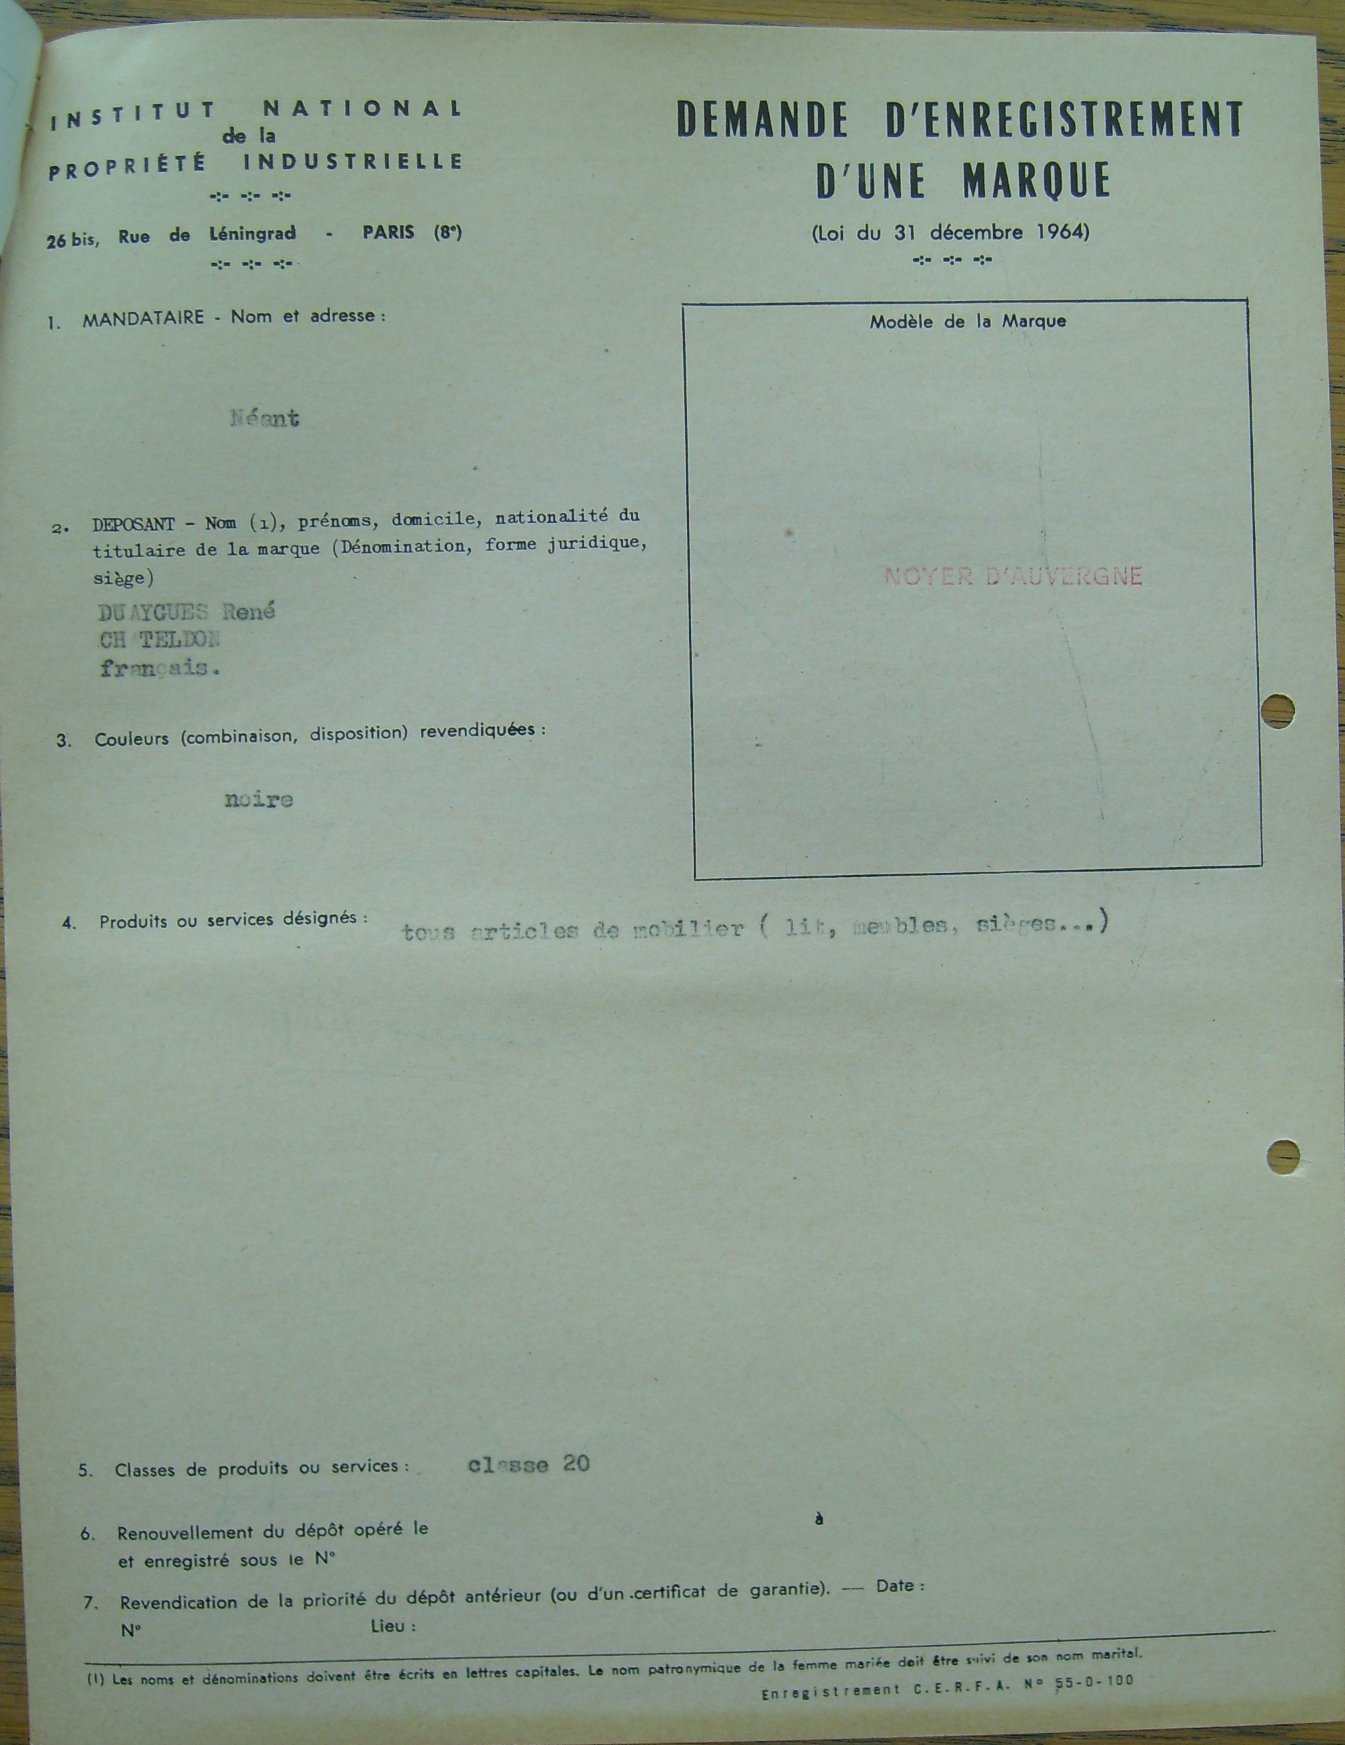 INSTITUT NATIONAL
de la
PROPRIÉTÉ INDUSTRIELLE
26 bis, Rue de Léningrad - PARIS (8e)
DEMANDE D'ENREGISTREMENT
D'UNE MARQUE
(Loi du 31 décembre 1964)
1. MANDATAIRE - Nom et adresse :
Néant
Modèle de la Marque
NOYER D'AUVERGNE
2. DEPOSANT - Nom (1), prénoms, domicile, nationalité du
titulaire de la marque (Dénomination, forme juridique,
siège)
DUAYGUES René
CH TELDON
français.
3. Couleurs (combinaison, disposition) revendiquées :
noire
4. Produits ou services désignés : tous articles de mobilier ( lit, meubles, sièges...)
5. Classes de produits ou services : classe 20
6. Renouvellement du dépôt opéré le à
et enregistré sous le N°
7. Revendication de la priorité du dépôt antérieur (ou d'un certificat de garantie). — Date :
N° Lieu :
(1) Les noms et dénominations doivent être écrits en lettres capitales. Le nom patronymique de la femme mariée doit être suivi de son nom marital.
Enregistrement C.E.R.F.A. N° 55-0-100